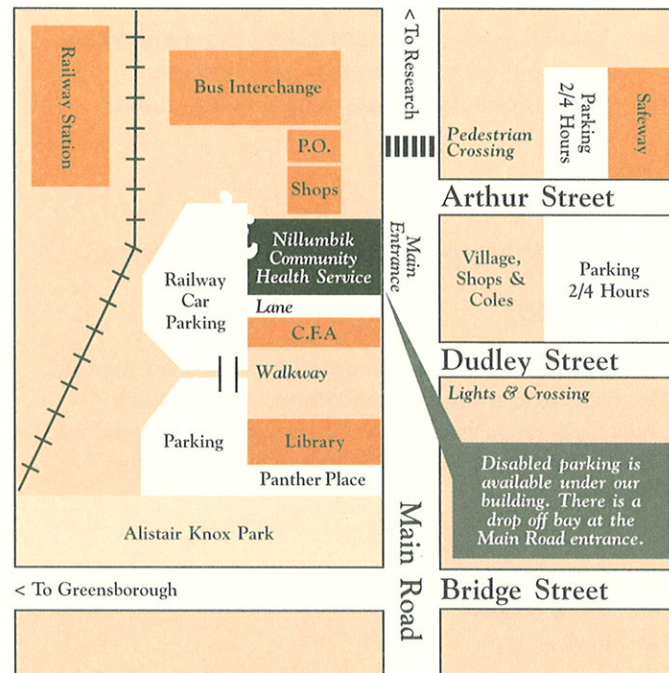 < To Research
Railway Station
Bus Interchange
P.O.
Shops
Pedestrian
Crossing
Parking
2/4 Hours
Safeway
Arthur Street
Nillumbik
Community
Health Service
Main
Entrance
Railway
Car
Parking
Lane
C.F.A
Walkway
Village,
Shops &
Coles
Parking
2/4 Hours
Dudley Street
Lights & Crossing
Parking
Library
Panther Place
Disabled parking is
available under our
building. There is a
drop off bay at the
Main Road entrance.
Alistair Knox Park
Main Road
< To Greensborough
Bridge Street